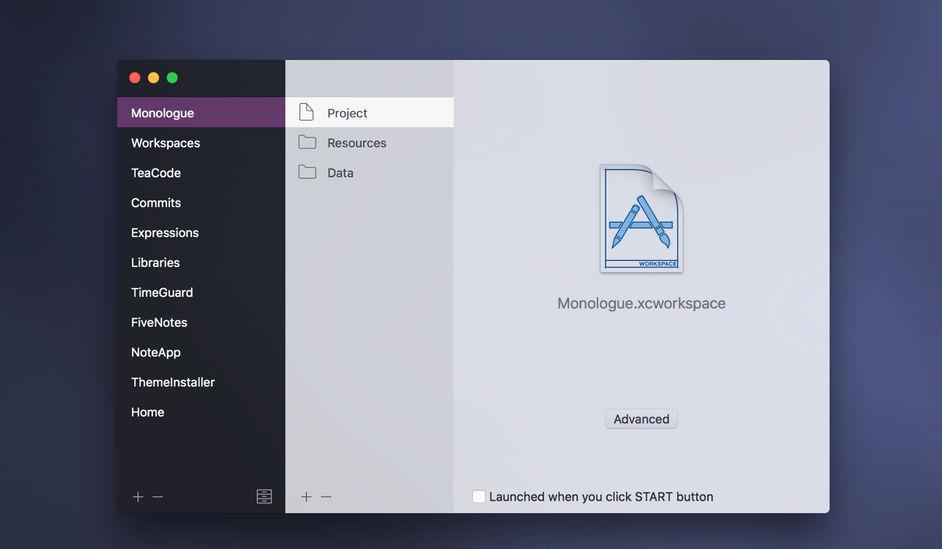 Monologue
Workspaces
TeaCode
Commits
Expressions
Libraries
TimeGuard
FiveNotes
NoteApp
ThemeInstaller
Home
Project
Resources
Data
WORKSPACE
Monologue.xcworkspace
Advanced
Launched when you click START button